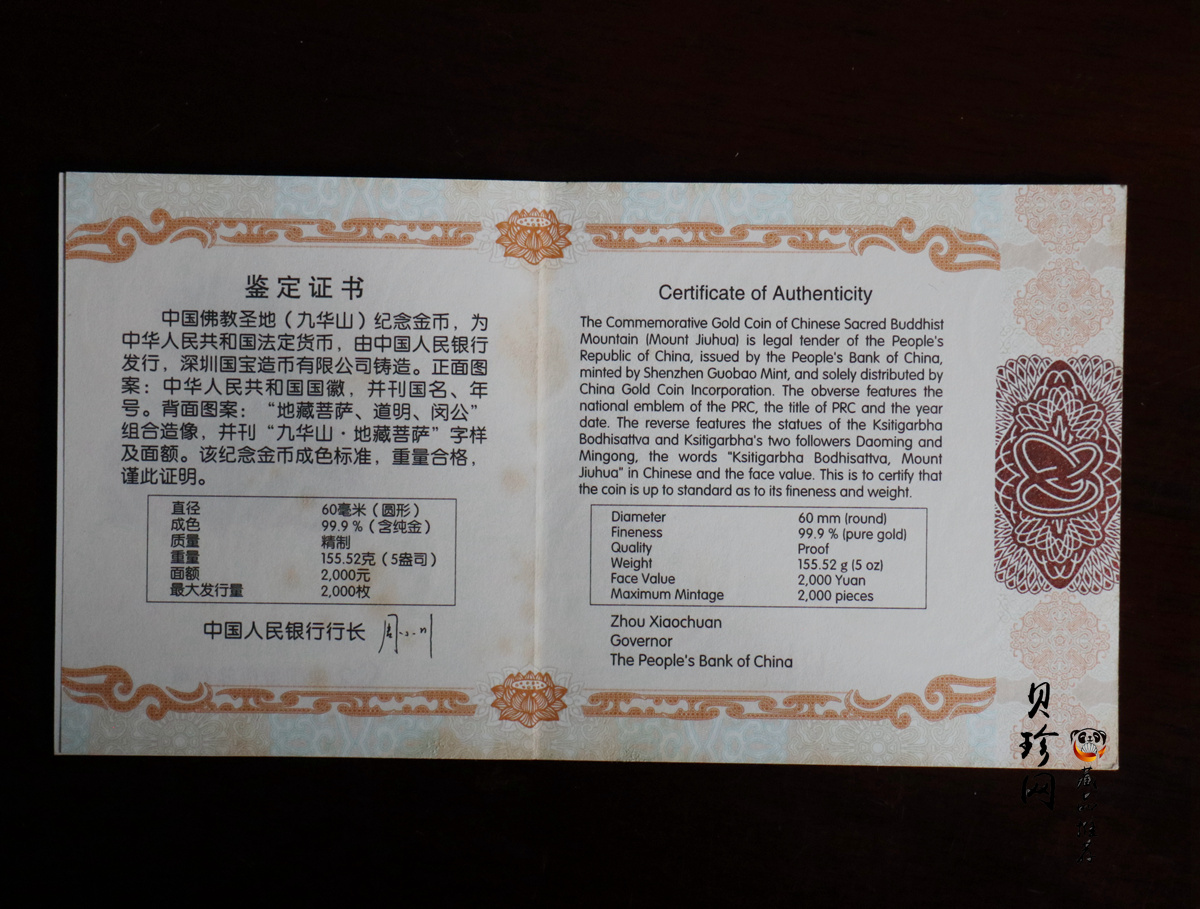 鉴定证书
中国佛教圣地（九华山）纪念金币，为
中华人民共和国法定货币，由中国人民银行
发行，深圳国宝造币有限公司铸造。正面图
案：中华人民共和国国徽，并刊国名、年
号。背面图案：“地藏菩萨、道明、闵公”
组合造像，并刊“九华山·地藏菩萨”字样
及面额。该纪念金币成色标准，重量合格，
谨此证明。
直径 60毫米（圆形）
成色 99.9％（含纯金）
质量 精制
重量 155.52克（5盎司）
面额 2,000元
最大发行量 2,000枚
中国人民银行行长
Certificate of Authenticity
The Commemorative Gold Coin of Chinese Sacred Buddhist
Mountain (Mount Jiuhua) is legal tender of the People's
Republic of China, issued by the People's Bank of China,
minted by Shenzhen Guobao Mint, and solely distributed by
China Gold Coin Incorporation. The obverse features the
national emblem of the PRC, the title of PRC and the year
date. The reverse features the statues of the Ksitigarbha
Bodhisattva and Ksitigarbha's two followers Daoming and
Mingong, the words "Ksitigarbha Bodhisattva, Mount
Jiuhua" in Chinese and the face value. This is to certify that
the coin is up to standard as to its fineness and weight.
Diameter 60 mm (round)
Fineness 99.9 % (pure gold)
Quality Proof
Weight 155.52 g (5 oz)
Face Value 2,000 Yuan
Maximum Mintage 2,000 pieces
Zhou Xiaochuan
Governor
The People's Bank of China
贝珍网